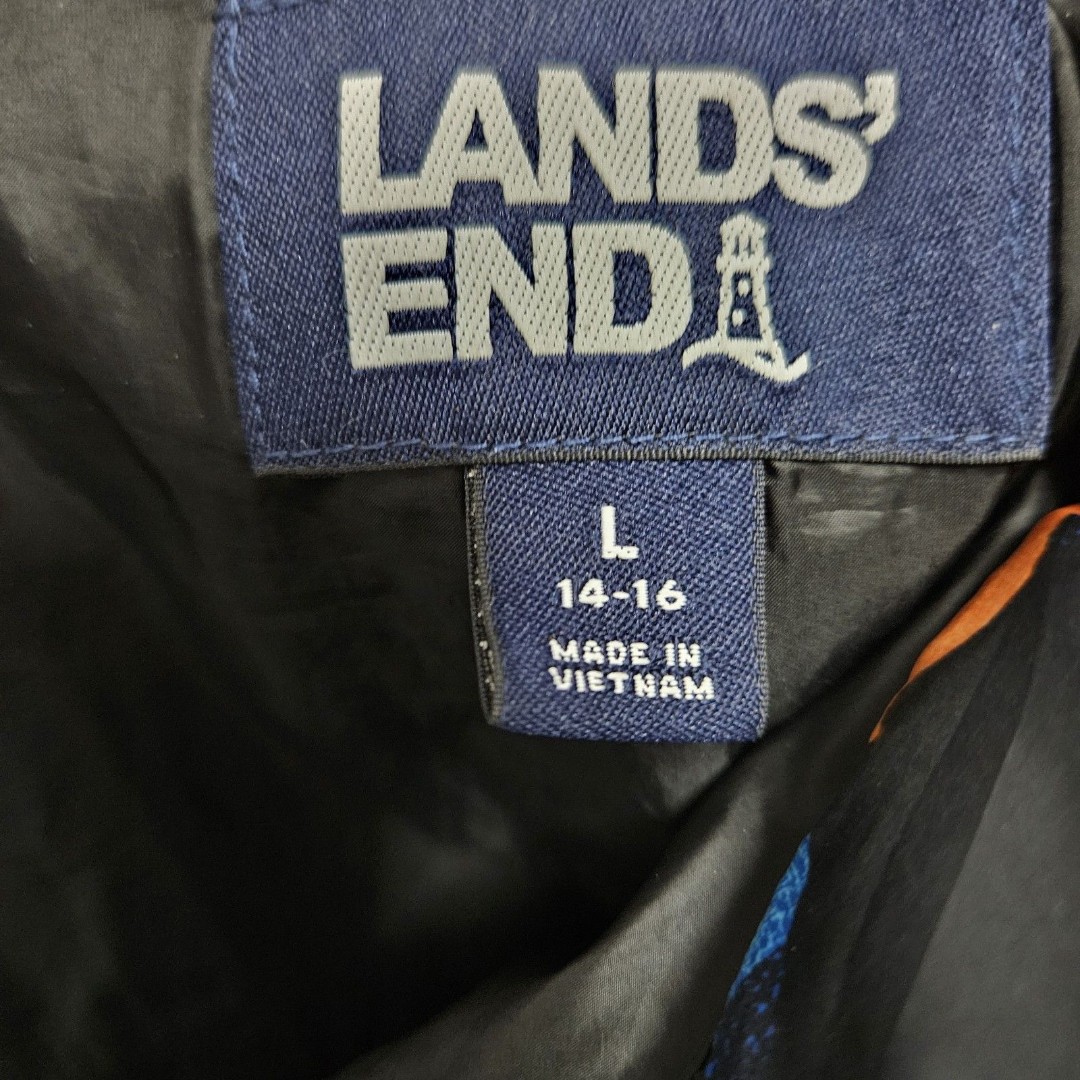 LANDS'
END
L
14-16
MADE IN
VIETNAM